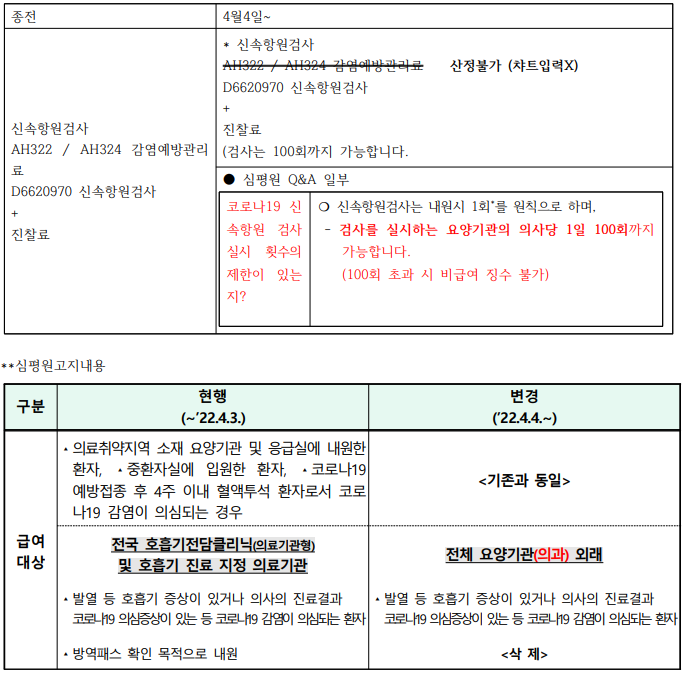 종전
4월4일~
신속항원검사
AH322 / AH324 감염예방관리
료
D6620970 신속항원검사
+
진찰료
* 신속항원검사
AH322 / AH324 감염예방관리료 산정불가 (챠트입력X)
D6620970 신속항원검사
+
진찰료
(검사는 100회까지 가능합니다.
● 심평원 Q&A 일부
코로나19 신
속항원 검사
실시 횟수의
제한이 있는
지?
❍ 신속항원검사는 내원시 1회*를 원칙으로 하며,
- 검사를 실시하는 요양기관의 의사당 1일 100회까지
가능합니다.
(100회 초과 시 비급여 징수 불가)
**심평원고지내용
구분
현행
(~'22.4.3.)
변경
('22.4.4.~)
급여
대상
▪의료취약지역 소재 요양기관 및 응급실에 내원한
환자, ▪중환자실에 입원한 환자, ▪코로나19
예방접종 후 4주 이내 혈액투석 환자로서 코로
나19 감염이 의심되는 경우
<기존과 동일>
전국 호흡기전담클리닉(의료기관형)
및 호흡기 진료 지정 의료기관
전체 요양기관(의과) 외래
▪발열 등 호흡기 증상이 있거나 의사의 진료결과
코로나19 의심증상이 있는 등 코로나19 감염이 의심되는 환자
▪발열 등 호흡기 증상이 있거나 의사의 진료결과
코로나19 의심증상이 있는 등 코로나19 감염이 의심되는 환자
▪방역패스 확인 목적으로 내원
<삭 제>